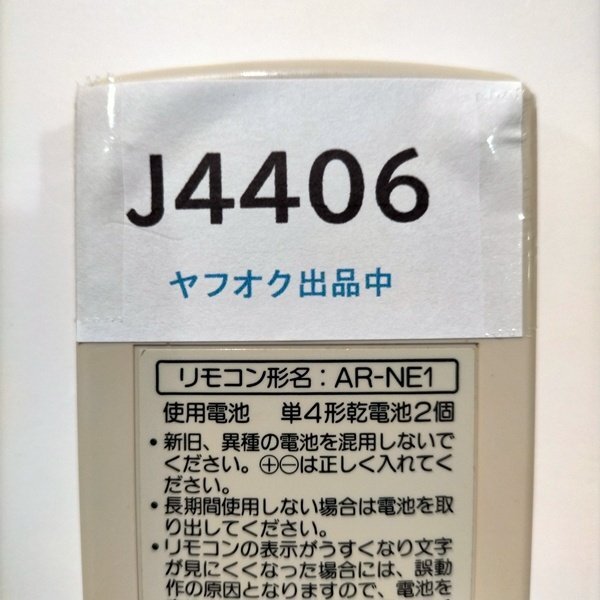 J4406
ヤフオク出品中
リモコン形名：AR-NE1
使用電池　単4形乾電池2個
•新旧、異種の電池を混用しないで
ください。⊕⊖は正しく入れてく
ださい。
•長期間使用しない場合は電池を取
り出してください。
•リモコンの表示がうすくなり文字
が見にくくなった場合には、誤動
作の原因となりますので、電池を